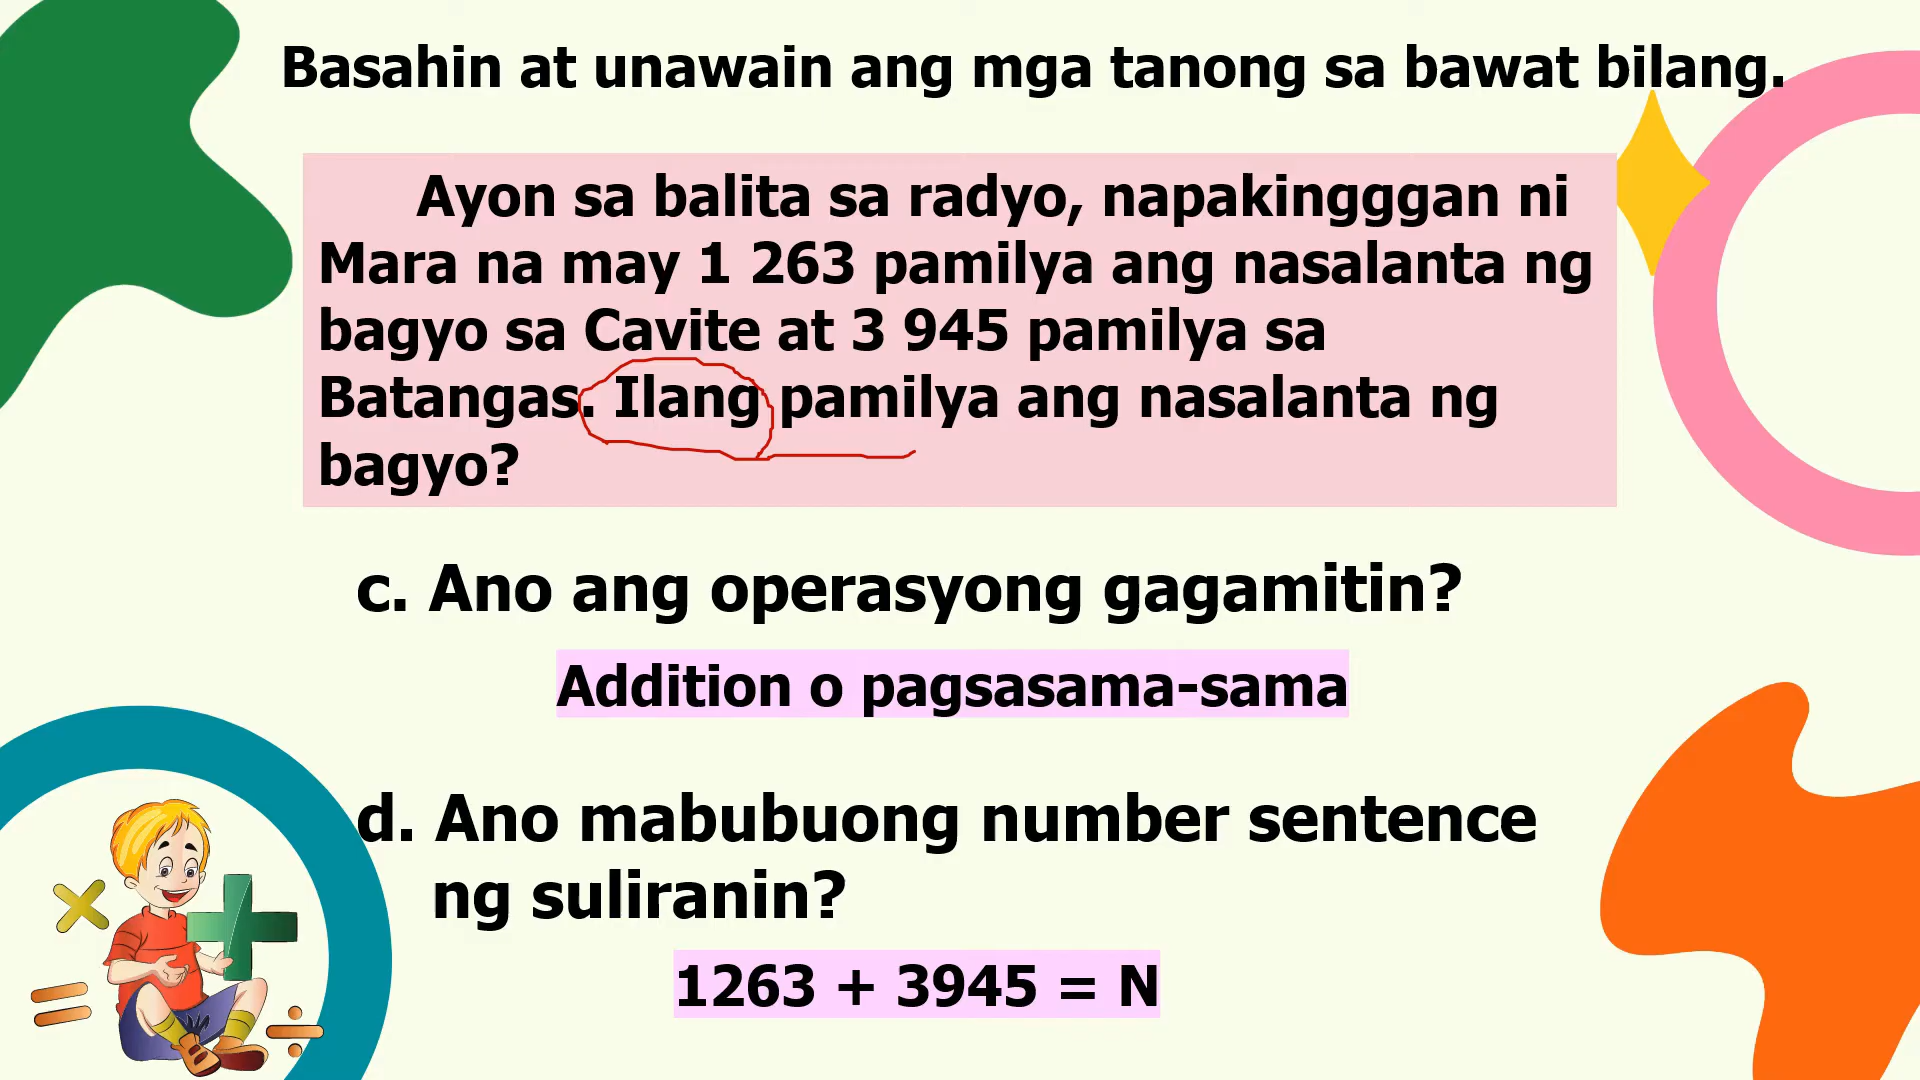 Basahin at unawain ang mga tanong sa bawat bilang.
Ayon sa balita sa radyo, napakingggan ni
Mara na may 1 263 pamilya ang nasalanta ng
bagyo sa Cavite at 3 945 pamilya sa
Batangas. Ilang pamilya ang nasalanta ng
bagyo?
c. Ano ang operasyong gagamitin?
Addition o pagsasama-sama
d. Ano mabubuong number sentence
ng suliranin?
1263 + 3945 = N